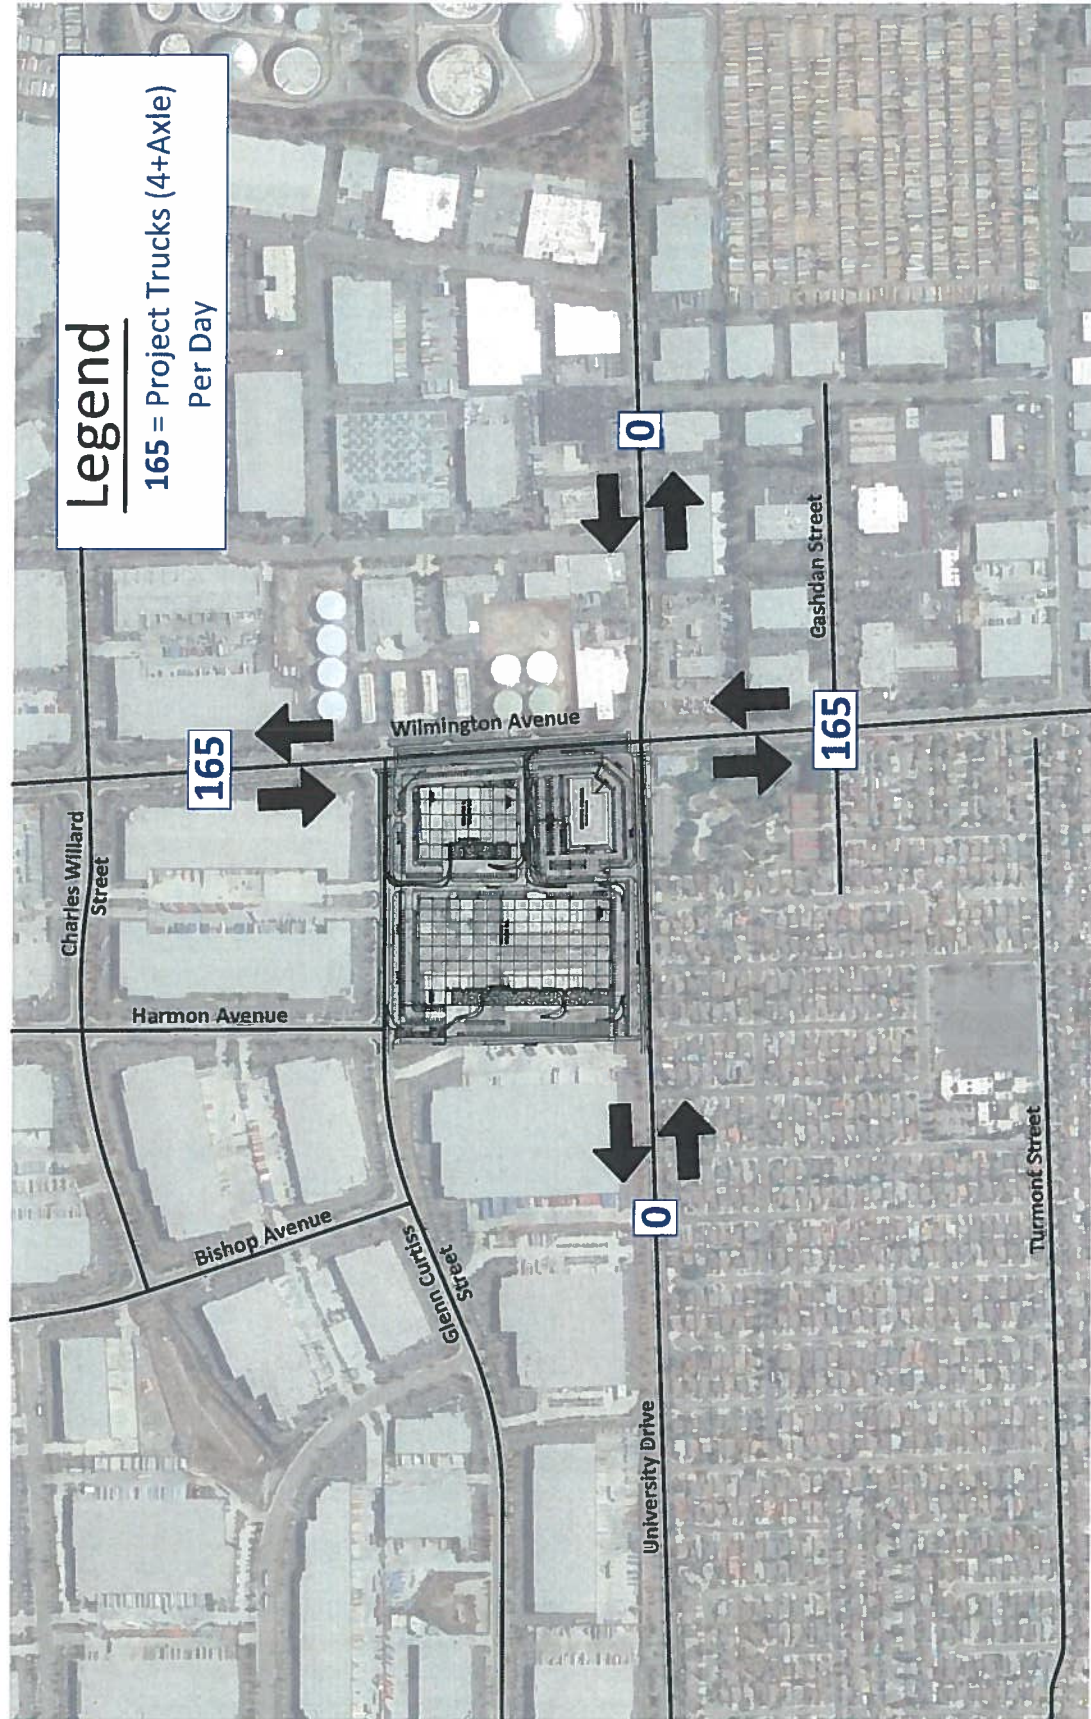 Legend
165 = Project Trucks (4+Axle)
Per Day
Charles Willard
Street
165
Wilmington Avenue
Harmon Avenue
Bishop Avenue
Glenn Curtiss
Street
0
0
University Drive
165
Gashdan Street
Turmont Street